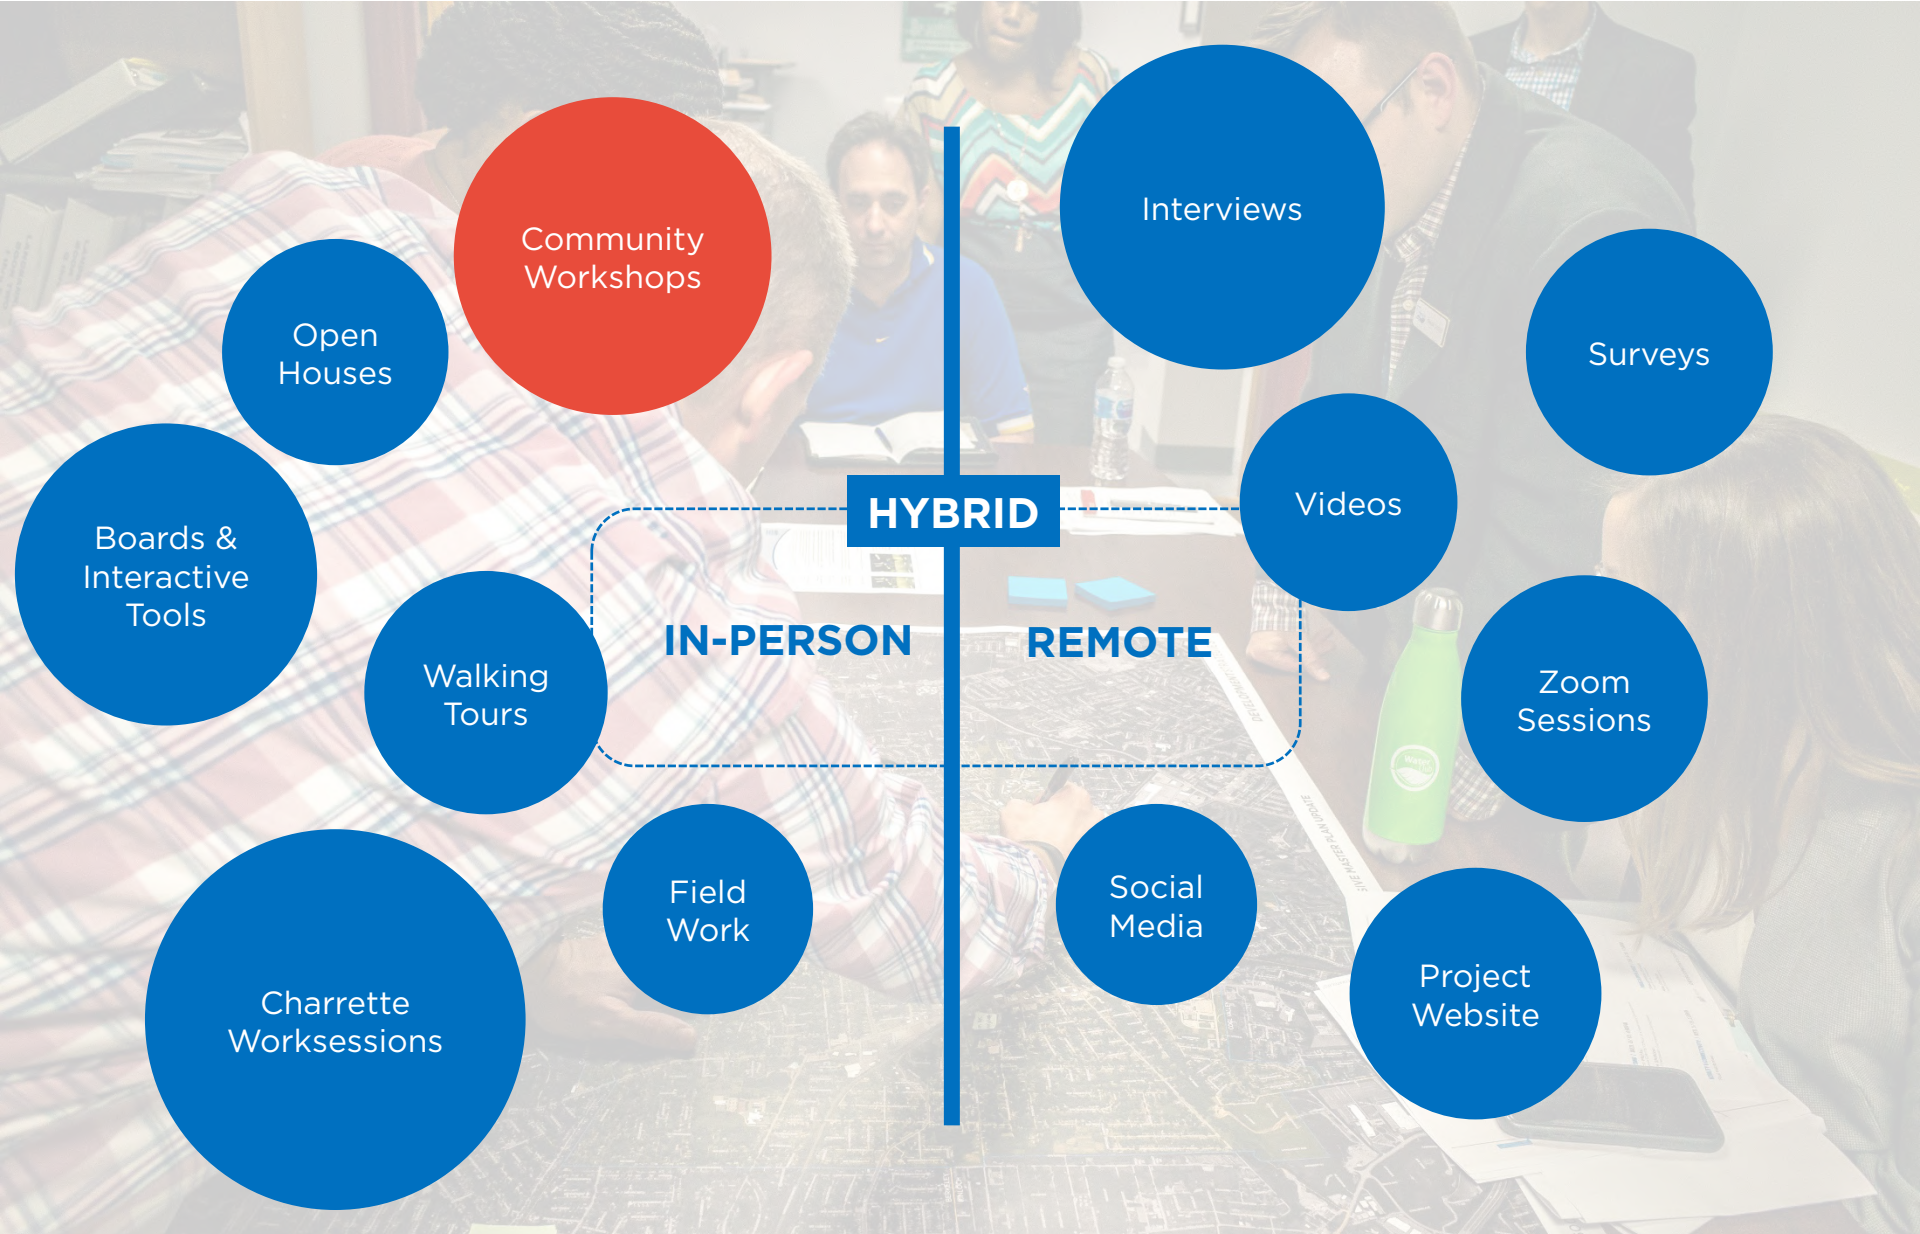 Community
Workshops
Interviews
Open
Houses
Surveys
Boards &
Interactive
Tools
HYBRID
Videos
IN-PERSON
REMOTE
Walking
Tours
Zoom
Sessions
Field
Work
Social
Media
Charrette
Worksessions
Project
Website